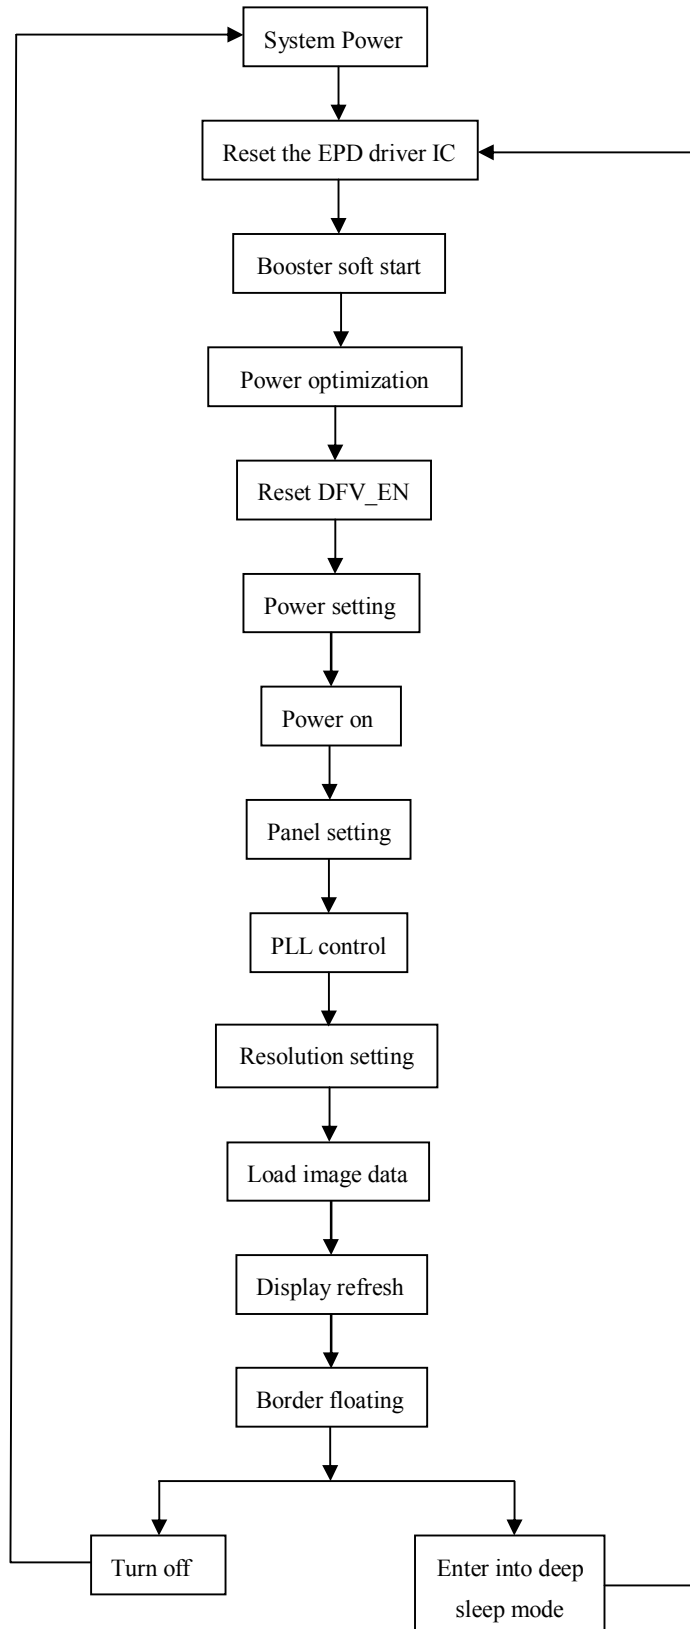 System Power
Reset the EPD driver IC
Booster soft start
Power optimization
Reset DFV_EN
Power setting
Power on
Panel setting
PLL control
Resolution setting
Load image data
Display refresh
Border floating
Turn off
Enter into deep
sleep mode